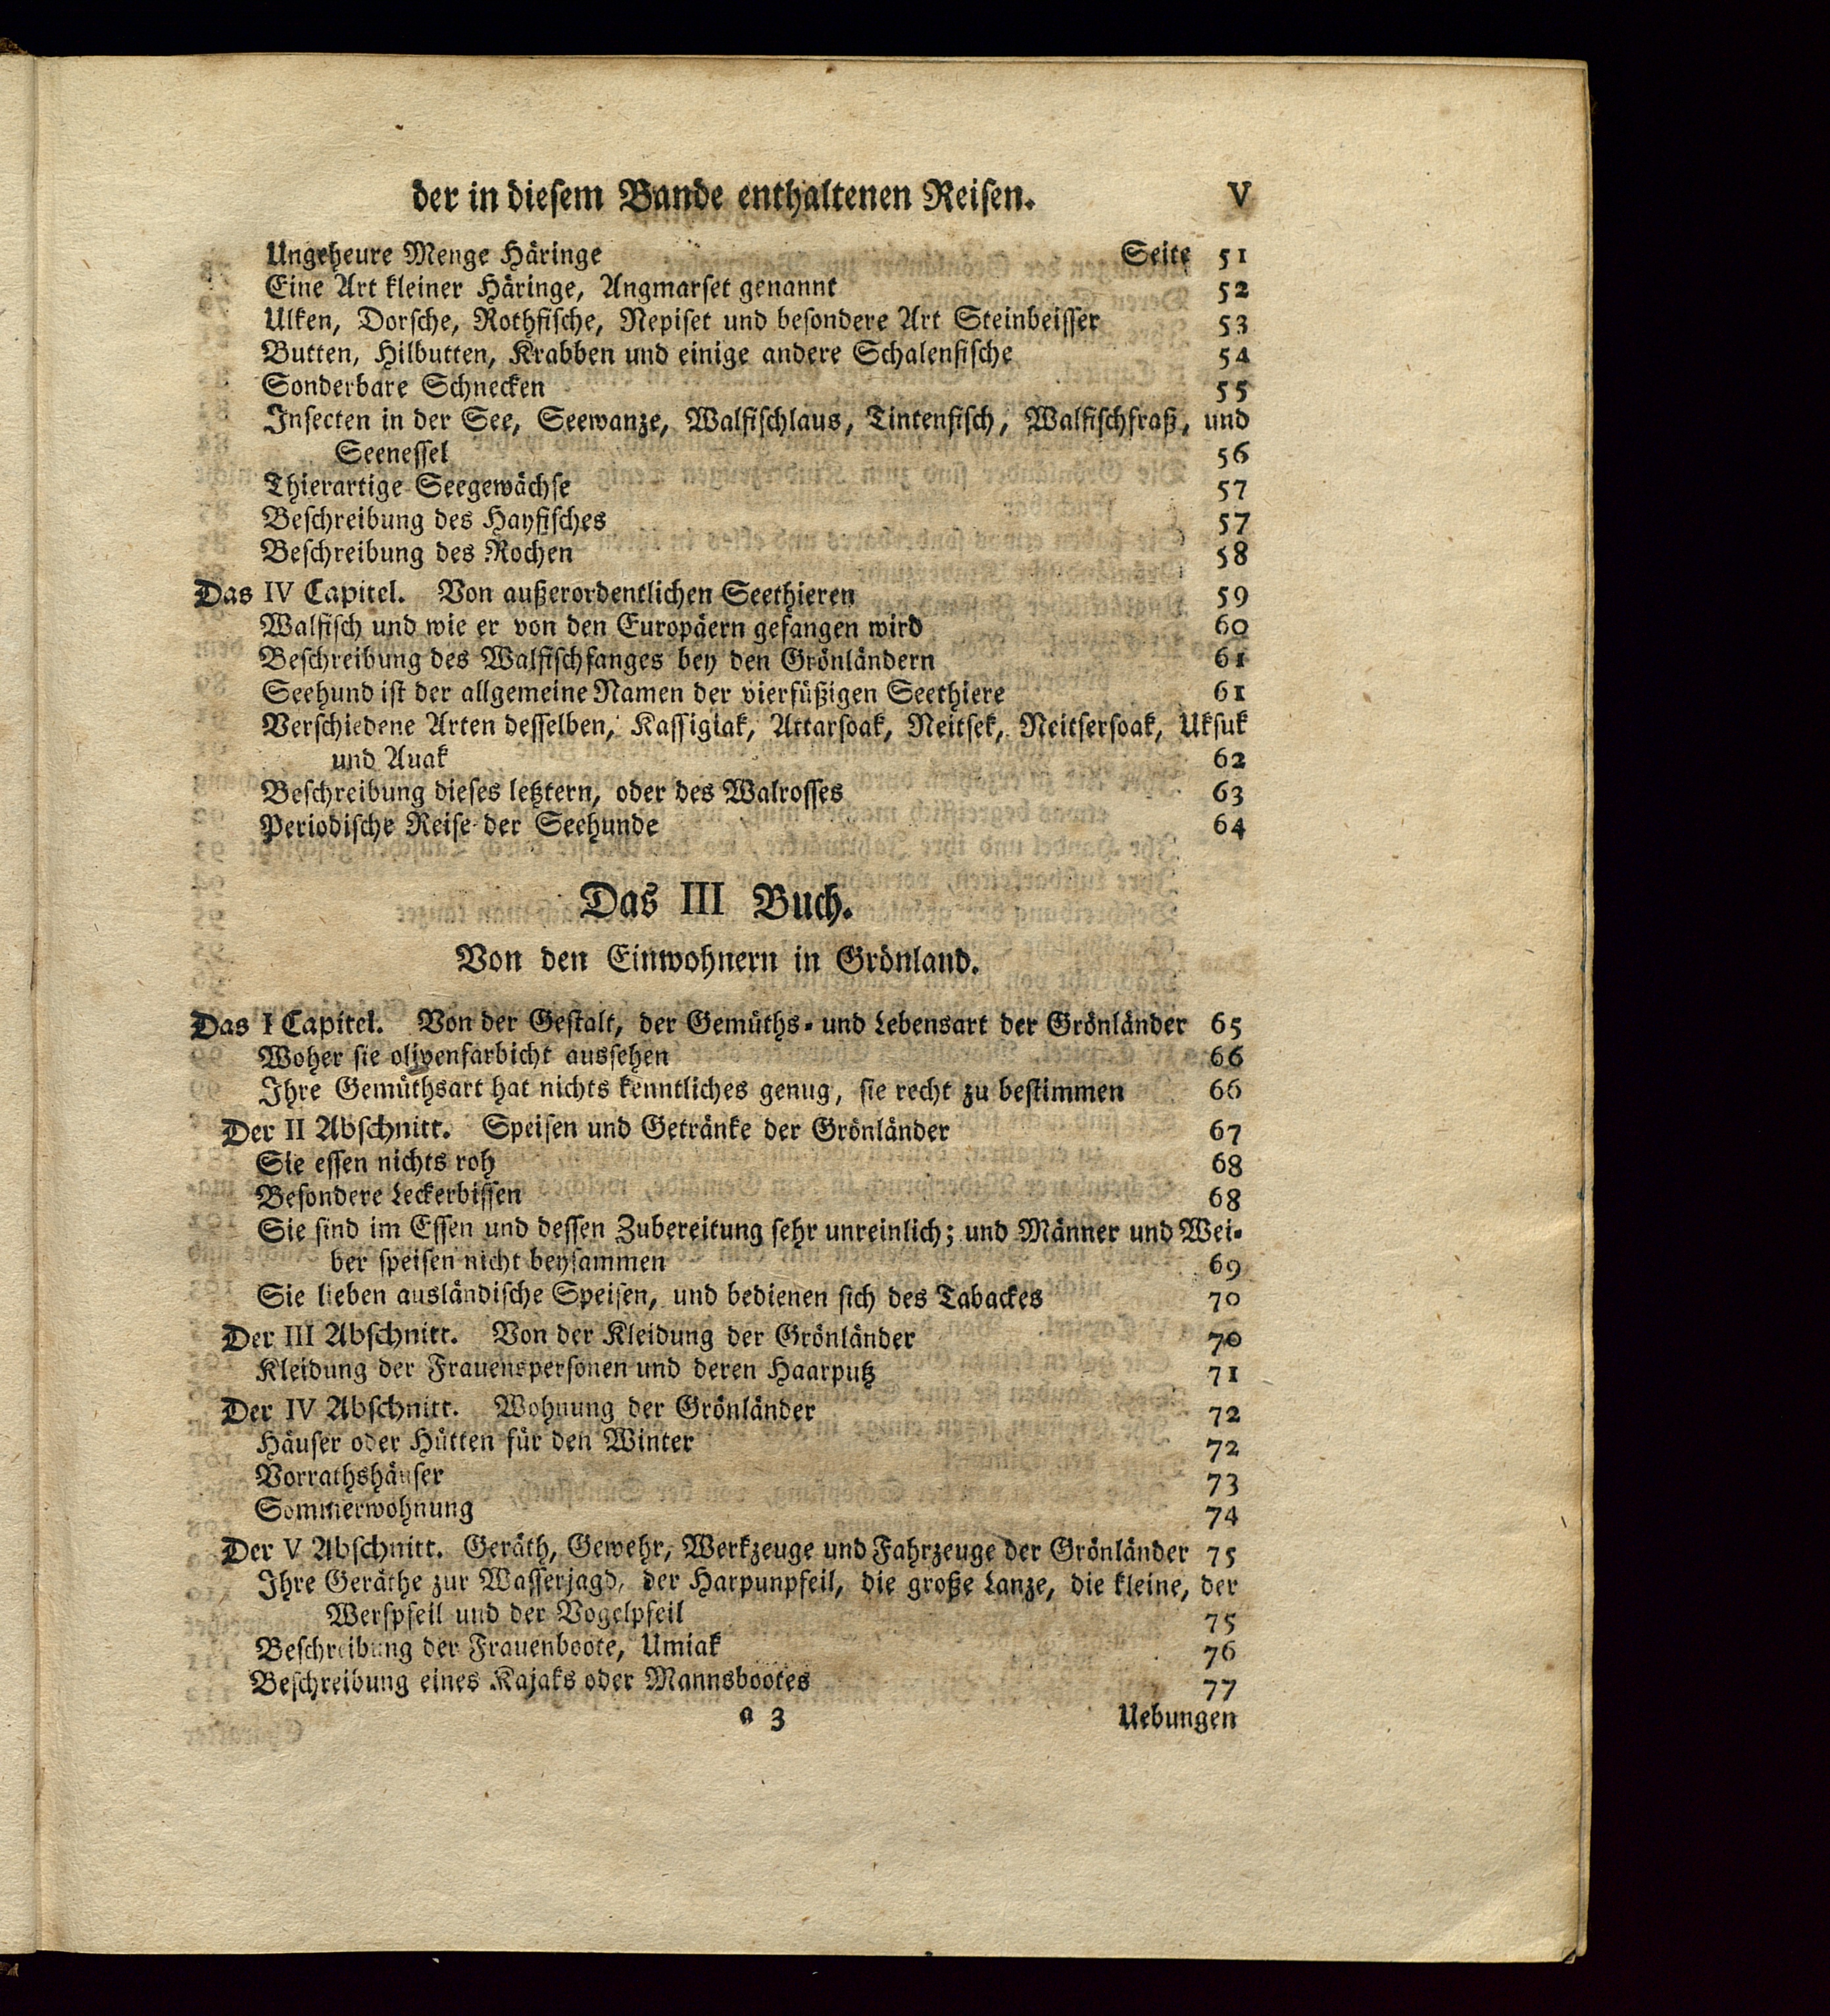 der in diesem Bande enthaltenen Reisen. V
Ungeheure Menge Häringe Seite 51
Eine Art kleiner Häringe, Angmarset genannt 52
Ulken, Dorsche, Rothfische, Nepiset und besondere Art Steinbeisser 53
Butten, Hilbutten, Krabben und einige andere Schalenfische 54
Sonderbare Schnecken 55
Insecten in der See, Seewanze, Walfischlaus, Tintenfisch, Walfischfraß, und
Seenessel 56
Thierartige Seegewächse 57
Beschreibung des Hayfisches 57
Beschreibung des Rochen 58
Das IV Capitel. Von außerordentlichen Seethieren 59
Walfisch und wie er von den Europäern gefangen wird 60
Beschreibung des Walfischfanges bey den Grönländern 61
Seehund ist der allgemeine Namen der vierfüßigen Seethiere 61
Verschiedene Arten desselben, Kassigiak, Attarsoak, Neitsek, Neitsersoak, Uksuk
und Auak 62
Beschreibung dieses letztern, oder des Walrosses 63
Periodische Reise der Seehunde 64
Das III Buch.
Von den Einwohnern in Grönland.
Das I Capitel. Von der Gestalt, der Gemüths- und Lebensart der Grönländer 65
Woher sie olivenfarbicht aussehen 66
Ihre Gemüthsart hat nichts kenntliches genug, sie recht zu bestimmen 66
Der II Abschnitt. Speisen und Getränke der Grönländer 67
Sie essen nichts roh 68
Besondere Leckerbissen 68
Sie sind im Essen und dessen Zubereitung sehr unreinlich; und Männer und Wei-
ber speisen nicht beysammen 69
Sie lieben ausländische Speisen, und bedienen sich des Tabackes 70
Der III Abschnitt. Von der Kleidung der Grönländer 70
Kleidung der Frauenspersonen und deren Haarputz 71
Der IV Abschnitt. Wohnung der Grönländer 72
Häuser oder Hütten für den Winter 72
Vorrathshäuser 73
Sommerwohnung 74
Der V Abschnitt. Geräth, Gewehr, Werkzeuge und Fahrzeuge der Grönländer 75
Ihre Geräthe zur Wasserjagd, der Harpunpfeil, die große Lanze, die kleine, der
Werfpfeil und der Vogelpfeil 75
Beschreibung der Frauenboote, Umiak 76
Beschreibung eines Kajaks oder Mannsbootes 77
a 3 Uebungen